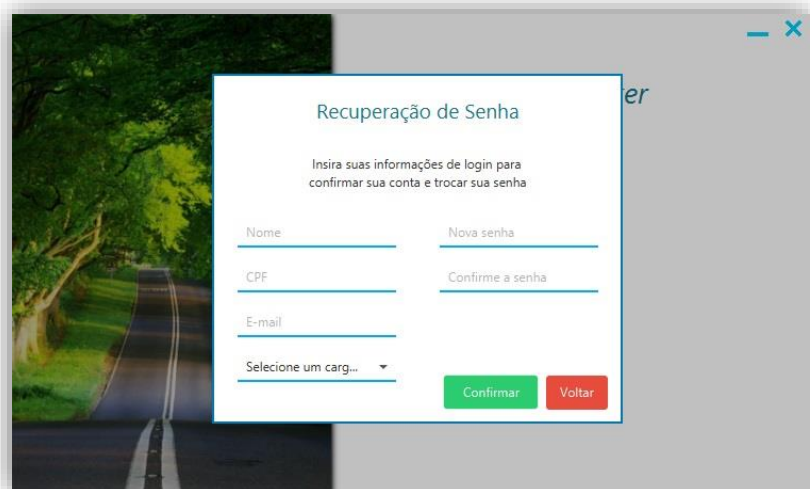 er
Recuperação de Senha
Insira suas informações de login para
confirmar sua conta e trocar sua senha
Nome
Nova senha
CPF
Confirme a senha
E-mail
Selecione um carg...
Confirmar
Voltar